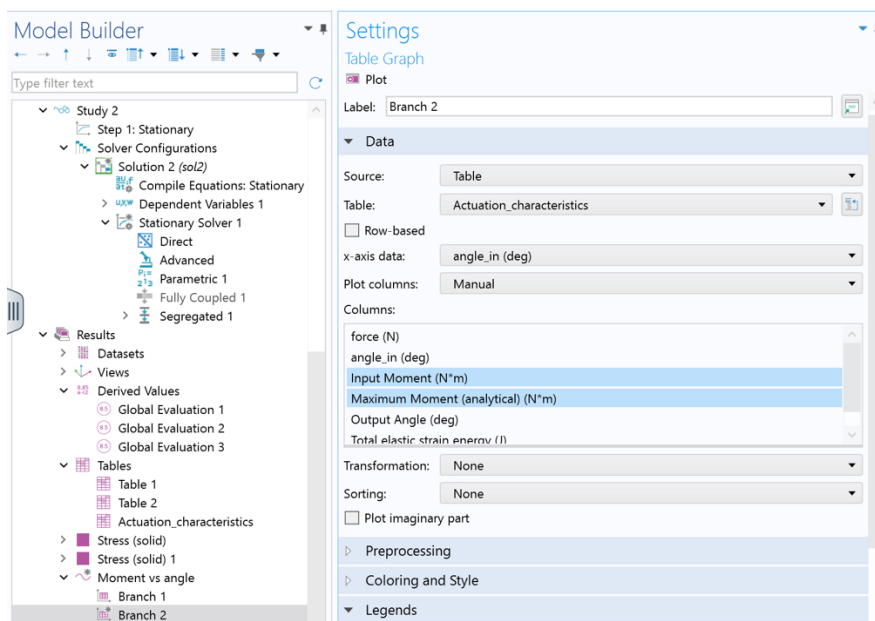 Model Builder
Type filter text
Study 2
Step 1: Stationary
Solver Configurations
Solution 2 (sol2)
Compile Equations: Stationary
Dependent Variables 1
Stationary Solver 1
Direct
Advanced
Parametric 1
Fully Coupled 1
Segregated 1
Results
Datasets
Views
Derived Values
Global Evaluation 1
Global Evaluation 2
Global Evaluation 3
Tables
Table 1
Table 2
Actuation_characteristics
Stress (solid)
Stress (solid) 1
Moment vs angle
Branch 1
Branch 2
Settings
Table Graph
Plot
Label: Branch 2
Data
Source: Table
Table: Actuation_characteristics
Row-based
x-axis data: angle_in (deg)
Plot columns: Manual
Columns:
force (N)
angle_in (deg)
Input Moment (N*m)
Maximum Moment (analytical) (N*m)
Output Angle (deg)
Total elastic strain energy (J)
Transformation: None
Sorting: None
Plot imaginary part
Preprocessing
Coloring and Style
Legends